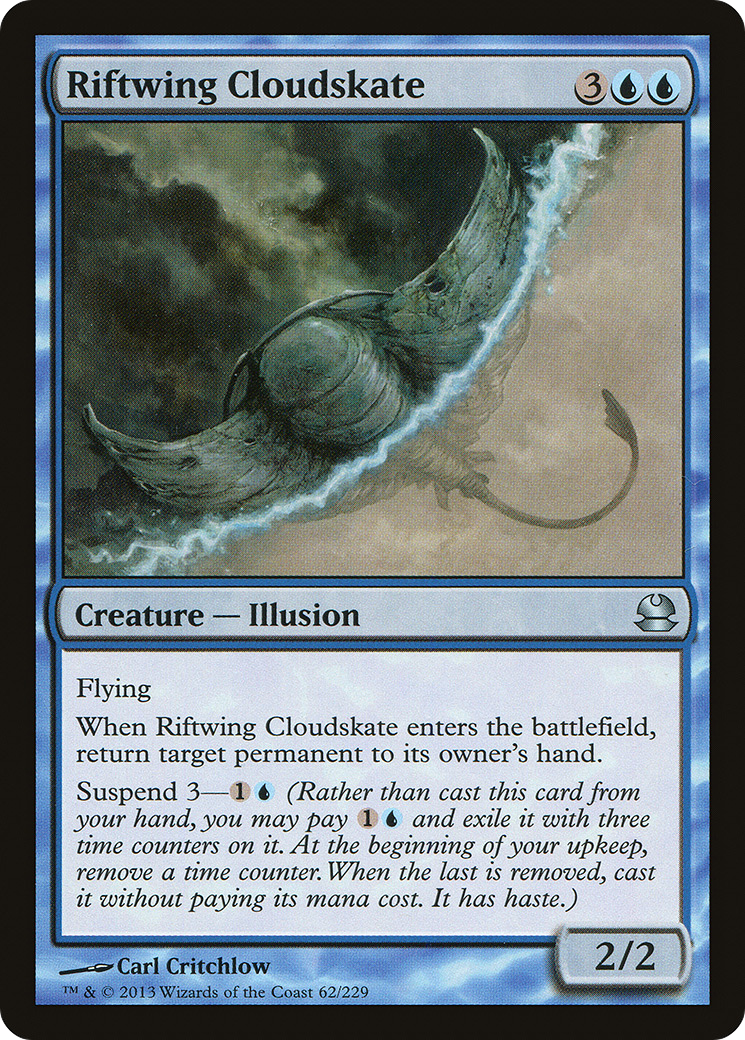 Riftwing Cloudskate 3
Creature — Illusion
Flying
When Riftwing Cloudskate enters the battlefield,
return target permanent to its owner's hand.
Suspend 3—1 (Rather than cast this card from
your hand, you may pay 1 and exile it with three
time counters on it. At the beginning of your upkeep,
remove a time counter. When the last is removed, cast
it without paying its mana cost. It has haste.)
2/2
Carl Critchlow
™ & © 2013 Wizards of the Coast 62/229